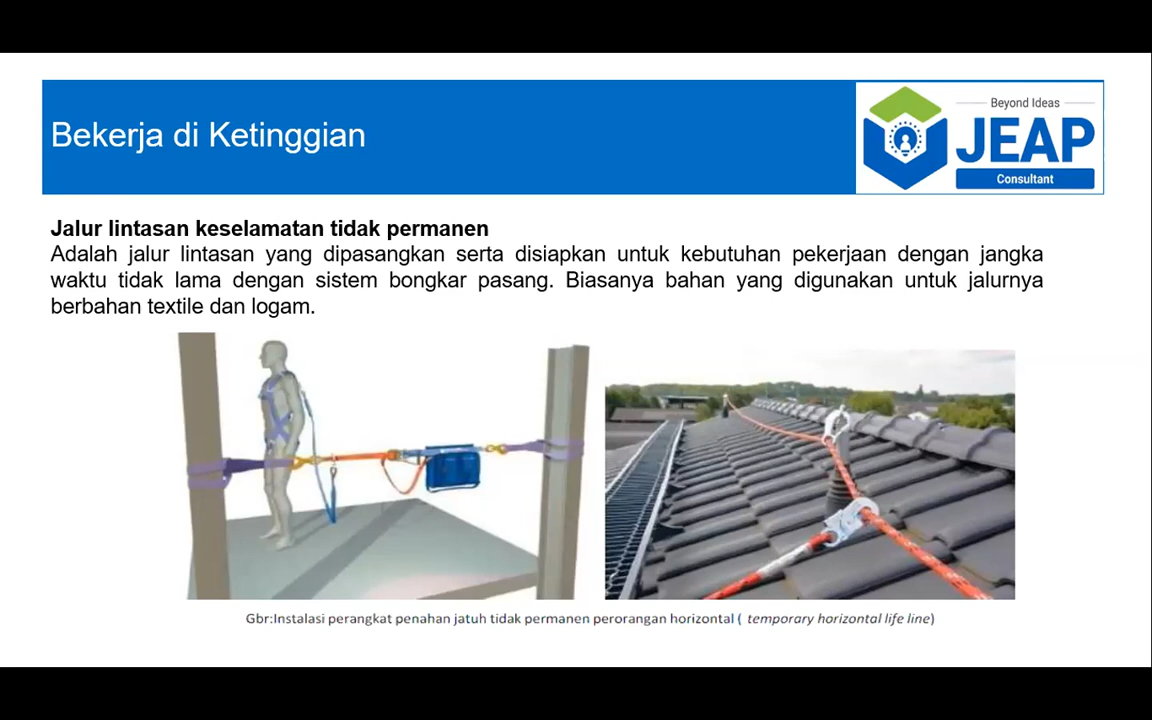 Bekerja di Ketinggian
Beyond Ideas
JEAP
Consultant
Jalur lintasan keselamatan tidak permanen
Adalah jalur lintasan yang dipasangkan serta disiapkan untuk kebutuhan pekerjaan dengan jangka
waktu tidak lama dengan sistem bongkar pasang. Biasanya bahan yang digunakan untuk jalurnya
berbahan textile dan logam.
Gbr:Instalasi perangkat penahan jatuh tidak permanen perorangan horizontal ( temporary horizontal life line)